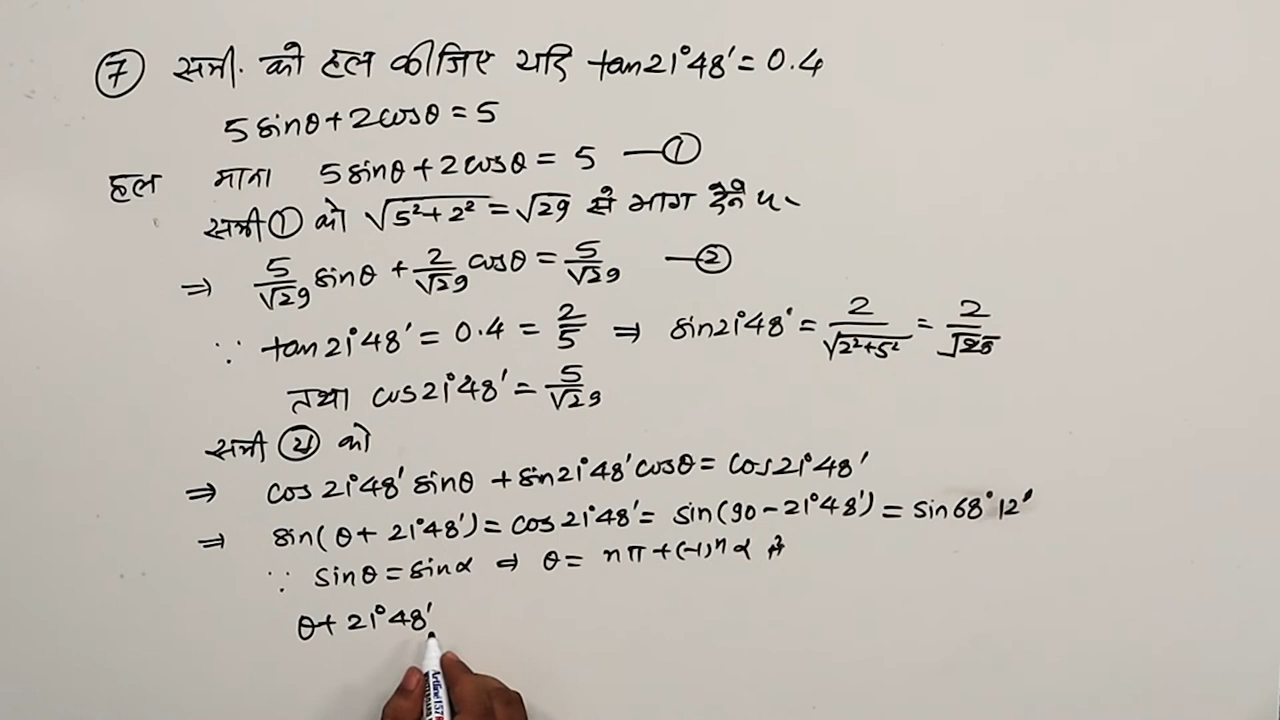 ⑦ समी. को हल कीजिए यदि tan21°48' = 0.4
5sinθ+2cosθ = 5
हल माना 5sinθ+2cosθ = 5 —①
समी① को √5²+2² = √29 से भाग देने पर
⇒ 5/√29 sinθ + 2/√29 cosθ = 5/√29 —②
∵ tan21°48' = 0.4 = 2/5 ⇒ sin21°48' = 2/√2²+5² = 2/√29
तथा cos21°48' = 5/√29
समी ② को
⇒ cos21°48' sinθ + sin21°48' cosθ = cos21°48'
⇒ sin(θ+21°48') = cos21°48' = sin(90-21°48') = sin68°12'
∵ sinθ = sinα ⇒ θ = nπ+(-1)ⁿα से
θ+21°48'
Artline 157R